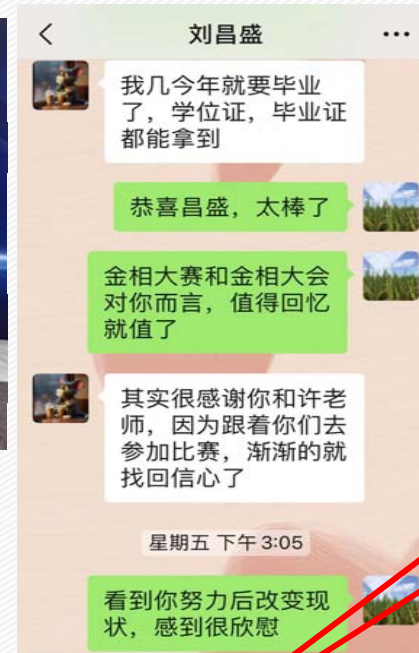 刘昌盛
我几今年就要毕业
了，学位证，毕业证
都能拿到
恭喜昌盛，太棒了
金相大赛和金相大会
对你而言，值得回忆
就值了
其实很感谢你和许老
师，因为跟着你们去
参加比赛，渐渐的就
找回信心了
星期五 下午 3:05
看到你努力后改变现
状，感到很欣慰